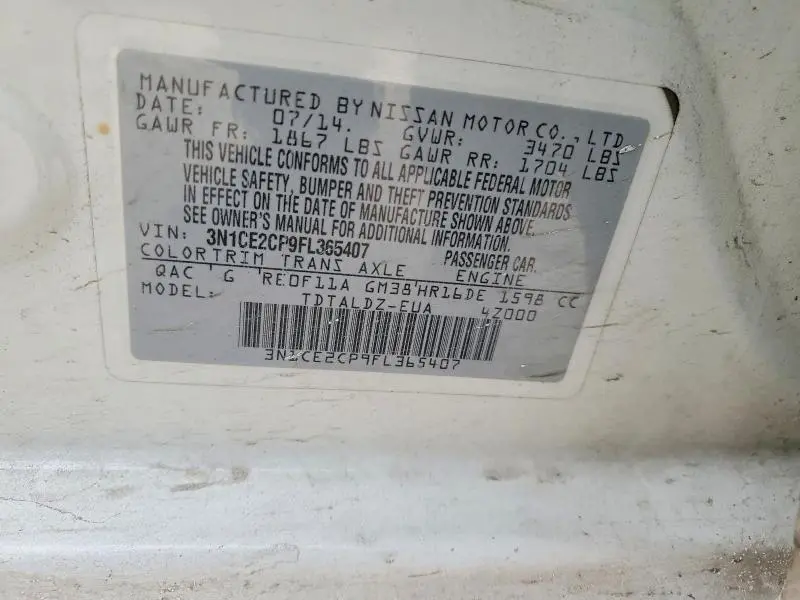 MANUFACTURED BY NISSAN MOTOR CO., LTD
DATE: 07/14. GVWR: 3470 LBS
GAWR FR: 1867 LBS GAWR RR: 1704 LBS
THIS VEHICLE CONFORMS TO ALL APPLICABLE FEDERAL MOTOR
VEHICLE SAFETY, BUMPER AND THEFT PREVENTION STANDARDS
IN EFFECT ON THE DATE OF MANUFACTURE SHOWN ABOVE.
SEE OWNER'S MANUAL FOR ADDITIONAL INFORMATION.
VIN: 3N1CE2CP9FL365407 PASSENGER CAR.
COLOR TRIM TRANS AXLE ENGINE
QAC G RE0F11A GM38 HR16DE 1598 CC
MODEL: TDTALDZ-EUA 4Z000
3N1CE2CP9FL365407